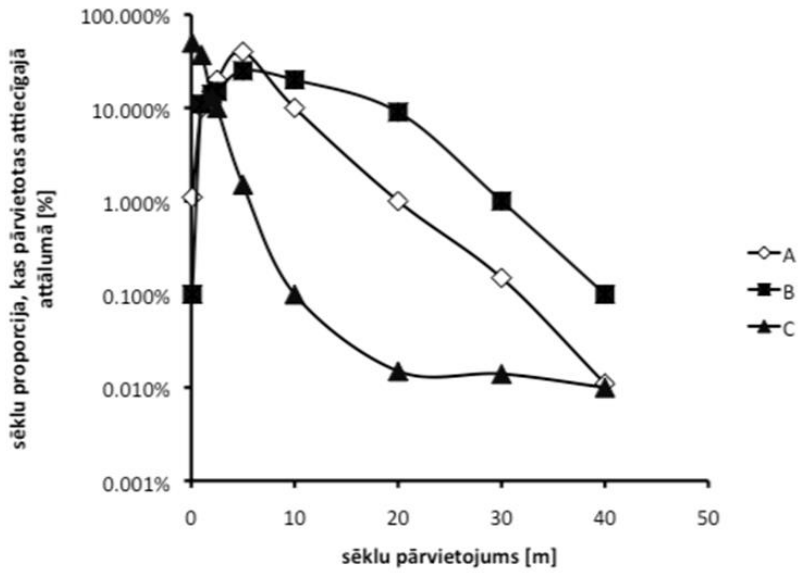 sēklu proporcija, kas pārvietotas attiecīgajā
attālumā [%]
100.000%
10.000%
1.000%
0.100%
0.010%
0.001%
0
10
20
30
40
50
sēklu pārvietojums [m]
A
B
C